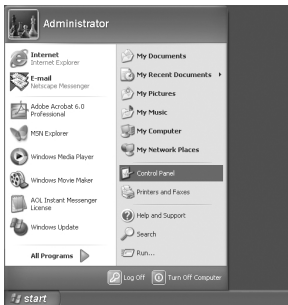 Administrator
Internet
Internet Explorer
E-mail
Netscape Messenger
Adobe Acrobat 6.0
Professional
MSN Explorer
Windows Media Player
Windows Movie Maker
AOL Instant Messenger
License
Windows Update
All Programs
My Documents
My Recent Documents
My Pictures
My Music
My Computer
My Network Places
Control Panel
Printers and Faxes
Help and Support
Search
Run...
Log Off
Turn Off Computer
start